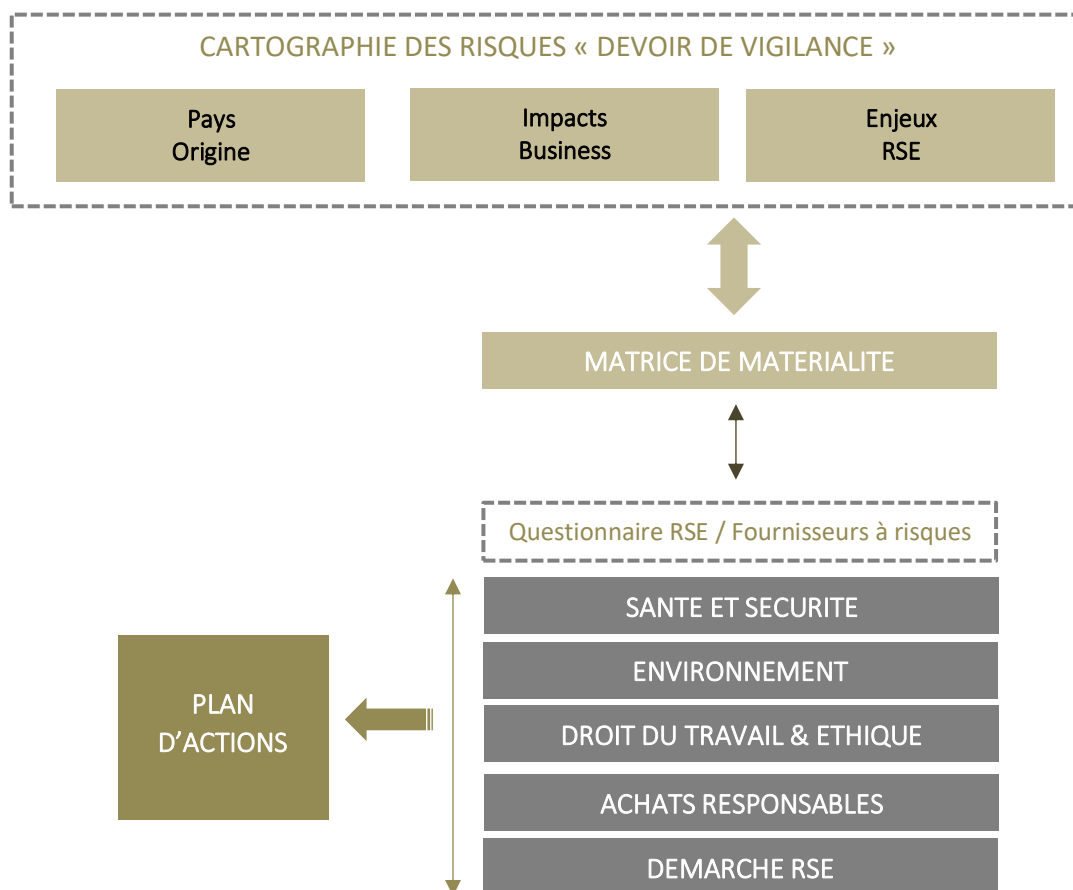 CARTOGRAPHIE DES RISQUES « DEVOIR DE VIGILANCE »
Pays
Origine
Impacts
Business
Enjeux
RSE
MATRICE DE MATERIALITE
Questionnaire RSE / Fournisseurs à risques
SANTE ET SECURITE
ENVIRONNEMENT
DROIT DU TRAVAIL & ETHIQUE
ACHATS RESPONSABLES
DEMARCHE RSE
PLAN
D’ACTIONS